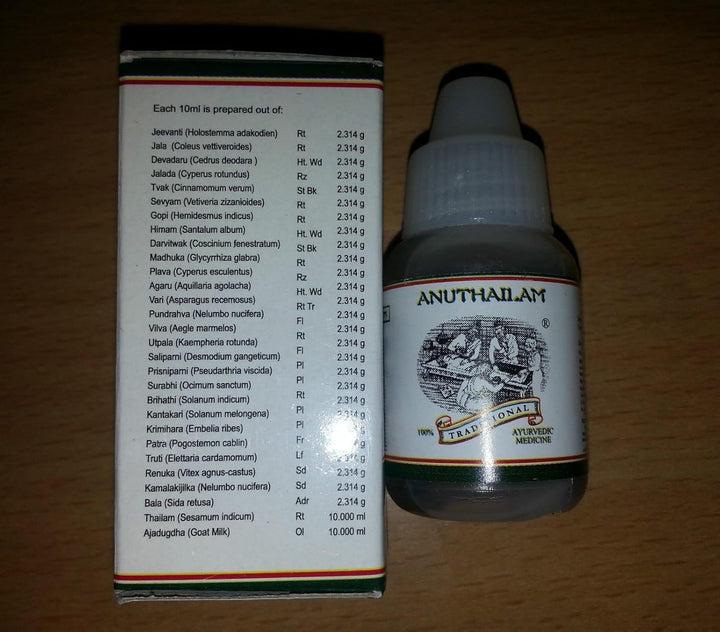 Each 10ml is prepared out of:
Jeevanti (Holostemma adakodien) Rt 2.314 g
Jala (Coleus vettiveroides) Rt 2.314 g
Devadaru (Cedrus deodara ) Ht. Wd 2.314 g
Jalada (Cyperus rotundus) Rz 2.314 g
Tvak (Cinnamomum verum) St Bk 2.314 g
Sevyam (Vetiveria zizanioides) Rt 2.314 g
Gopi (Hemidesmus indicus) Rt 2.314 g
Himam (Santalum album) Ht. Wd 2.314 g
Darvitwak (Coscinium fenestratum) St Bk 2.314 g
Madhuka (Glycyrrhiza glabra) Rt 2.314 g
Plava (Cyperus esculentus) Rz 2.314 g
Agaru (Aquillaria agolacha) Ht. Wd 2.314 g
Vari (Asparagus recemosus) Rt Tr 2.314 g
Pundrahva (Nelumbo nucifera) Fl 2.314 g
Vilva (Aegle marmelos) Rt 2.314 g
Utpala (Kaempheria rotunda) Fl 2.314 g
Saliparni (Desmodium gangeticum) Pl 2.314 g
Prisniparni (Pseudarthria viscida) Pl 2.314 g
Surabhi (Ocimum sanctum) Rt 2.314 g
Brihathi (Solanum indicum) Pl 2.314 g
Kantakari (Solanum melongena) Pl 2.314 g
Krimihara (Embelia ribes) Fr g
Patra (Pogostemon cablin) Lf 2.314 g
Truti (Elettaria cardamomum) Sd 2.314 g
Renuka (Vitex agnus-castus) Sd 2.314 g
Kamalakijilka (Nelumbo nucifera) Adr 2.314 g
Bala (Sida retusa) Rt 2.314 g
Thailam (Sesamum indicum) Ol 10.000 ml
Ajadugdha (Goat Milk) 10.000 ml
ANUTHAILAM
®
100% TRADITIONAL AYURVEDIC
MEDICINE